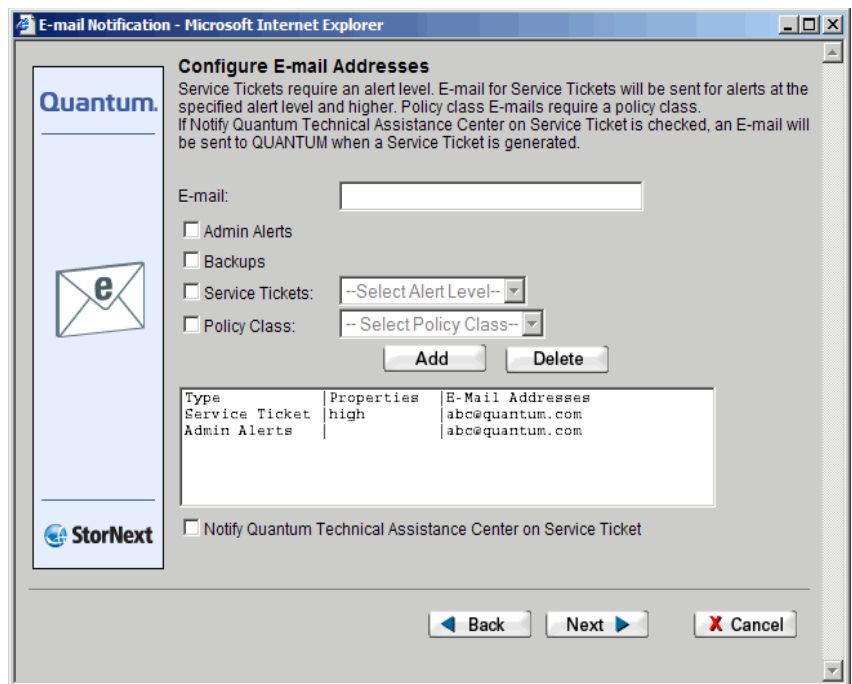 E-mail Notification - Microsoft Internet Explorer
Quantum.
Configure E-mail Addresses
Service Tickets require an alert level. E-mail for Service Tickets will be sent for alerts at the
specified alert level and higher. Policy class E-mails require a policy class.
If Notify Quantum Technical Assistance Center on Service Ticket is checked, an E-mail will
be sent to QUANTUM when a Service Ticket is generated.
E-mail:
Admin Alerts
Backups
Service Tickets: --Select Alert Level--
Policy Class: -- Select Policy Class--
Add Delete
Type |Properties |E-Mail Addresses
Service Ticket |high |abc@quantum.com
Admin Alerts | |abc@quantum.com
e
StorNext
Notify Quantum Technical Assistance Center on Service Ticket
Back Next X Cancel